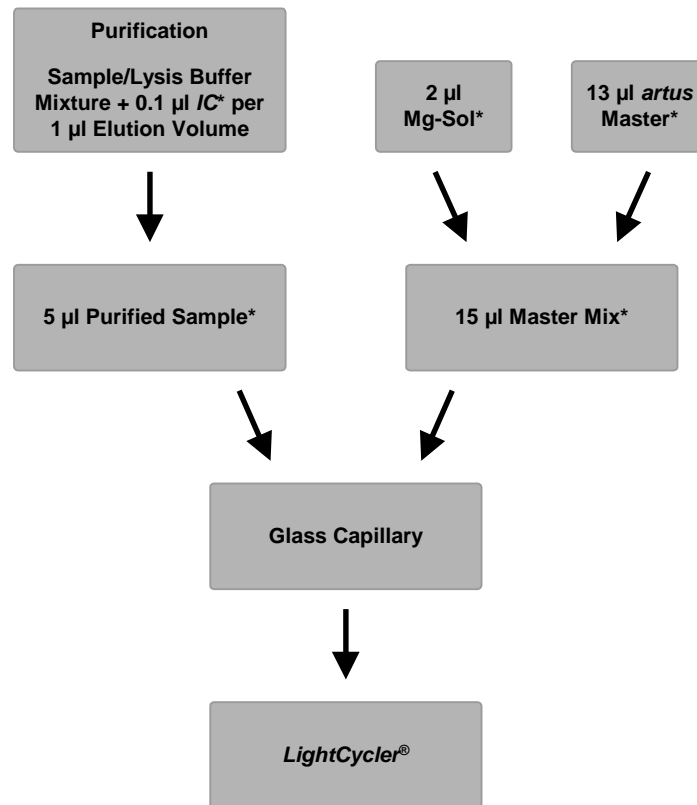 Purification
Sample/Lysis Buffer
Mixture + 0.1 µl IC* per
1 µl Elution Volume
2 µl
Mg-Sol*
13 µl artus
Master*
5 µl Purified Sample*
15 µl Master Mix*
Glass Capillary
LightCycler®